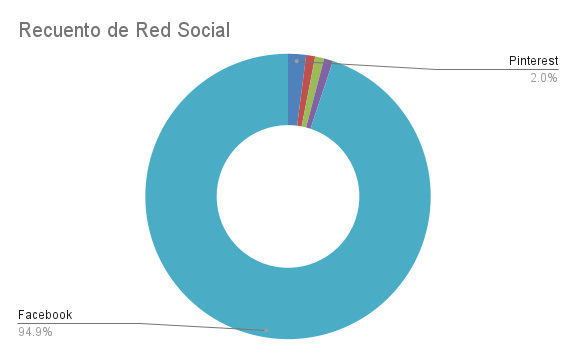 Recuento de Red Social
Pinterest
2.0%
Facebook
94.9%